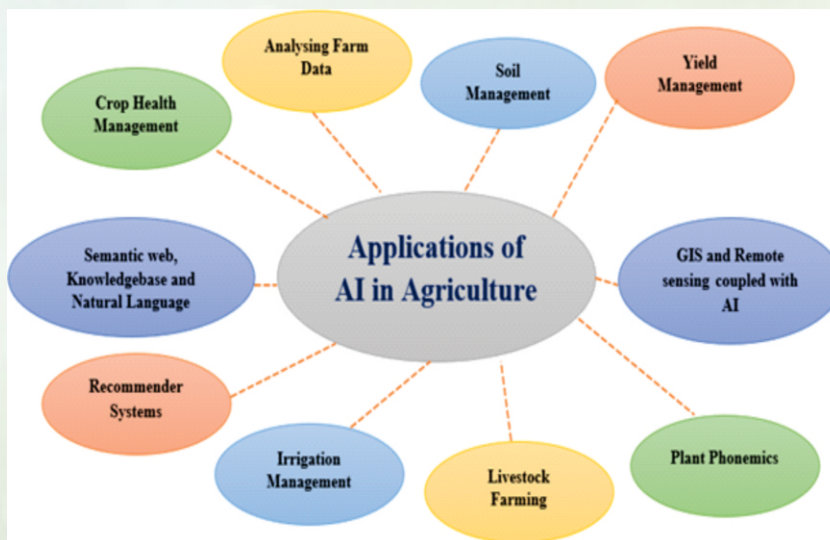 Analysing Farm
Data
Soil
Management
Yield
Management
Crop Health
Management
Applications of
AI in Agriculture
Semantic web,
Knowledgebase and
Natural Language
GIS and Remote
sensing coupled with
AI
Recommender
Systems
Irrigation
Management
Livestock
Farming
Plant Phonemics